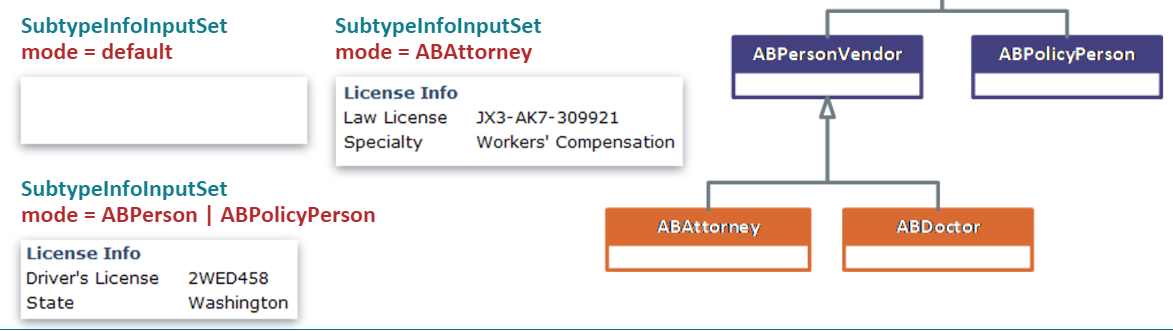 SubtypeInfoInputSet
mode = default
SubtypeInfoInputSet
mode = ABAttorney
License Info
Law License JX3-AK7-309921
Specialty Workers' Compensation
SubtypeInfoInputSet
mode = ABPerson | ABPolicyPerson
License Info
Driver's License 2WED458
State Washington
ABPersonVendor
ABPolicyPerson
ABAttorney
ABDoctor